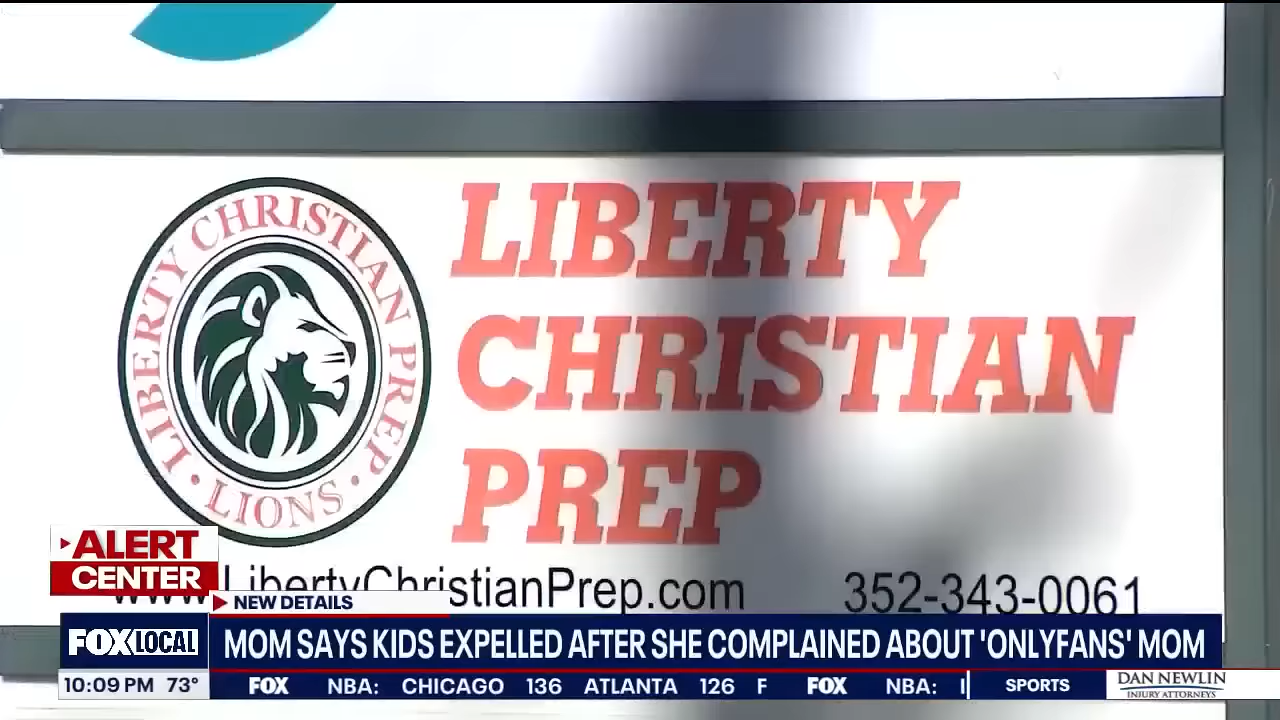 LIBERTY CHRISTIAN PREP
• LIONS •
LIBERTY
CHRISTIAN
PREP
LibertyChristianPrep.com
352-343-0061
ALERT
CENTER
NEW DETAILS
FOX LOCAL
MOM SAYS KIDS EXPELLED AFTER SHE COMPLAINED ABOUT 'ONLYFANS' MOM
10:09 PM 73°
FOX NBA: CHICAGO 136 ATLANTA 126 F FOX NBA:
SPORTS
DAN NEWLIN
INJURY ATTORNEYS